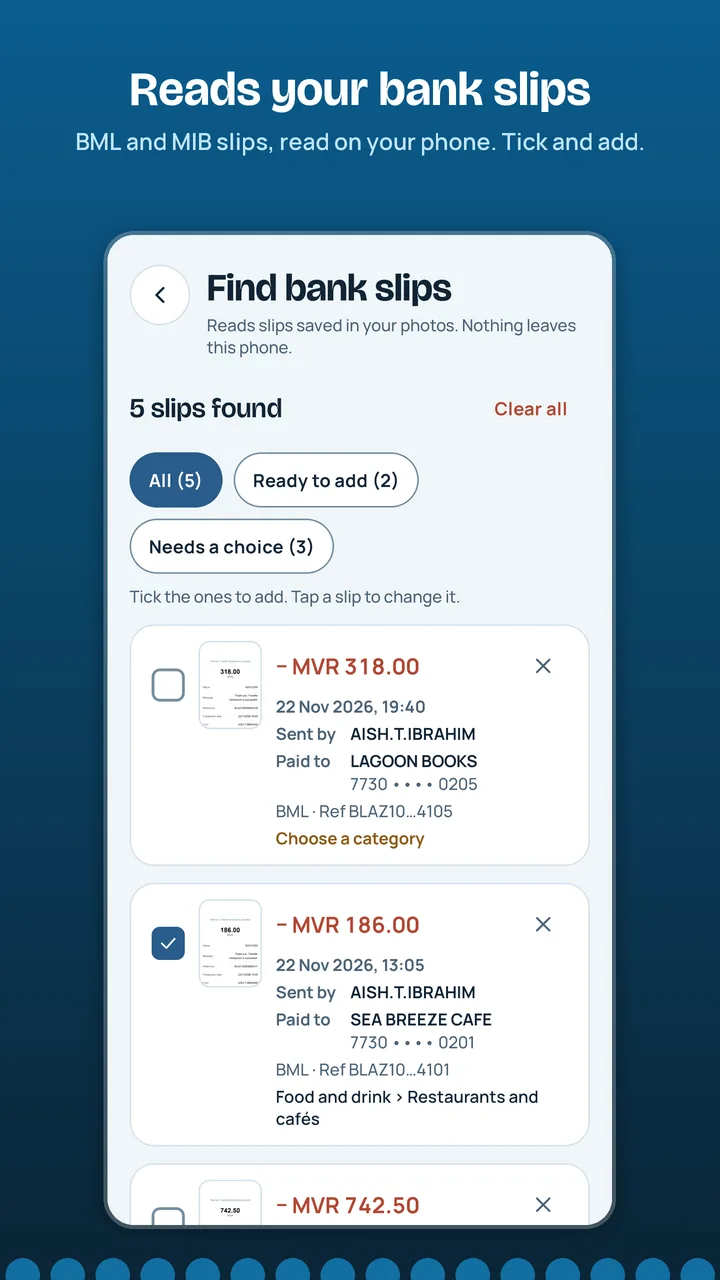 Reads your bank slips
BML and MIB slips, read on your phone. Tick and add.
Find bank slips
Reads slips saved in your photos. Nothing leaves
this phone.
5 slips found
Clear all
All (5)
Ready to add (2)
Needs a choice (3)
Tick the ones to add. Tap a slip to change it.
318.00
− MVR 318.00
22 Nov 2026, 19:40
Sent by AISH.T.IBRAHIM
Paid to LAGOON BOOKS
7730 •••• 0205
BML · Ref BLAZ10…4105
Choose a category
186.00
− MVR 186.00
22 Nov 2026, 13:05
Sent by AISH.T.IBRAHIM
Paid to SEA BREEZE CAFE
7730 •••• 0201
BML · Ref BLAZ10…4101
Food and drink › Restaurants and
cafés
742.50
− MVR 742.50